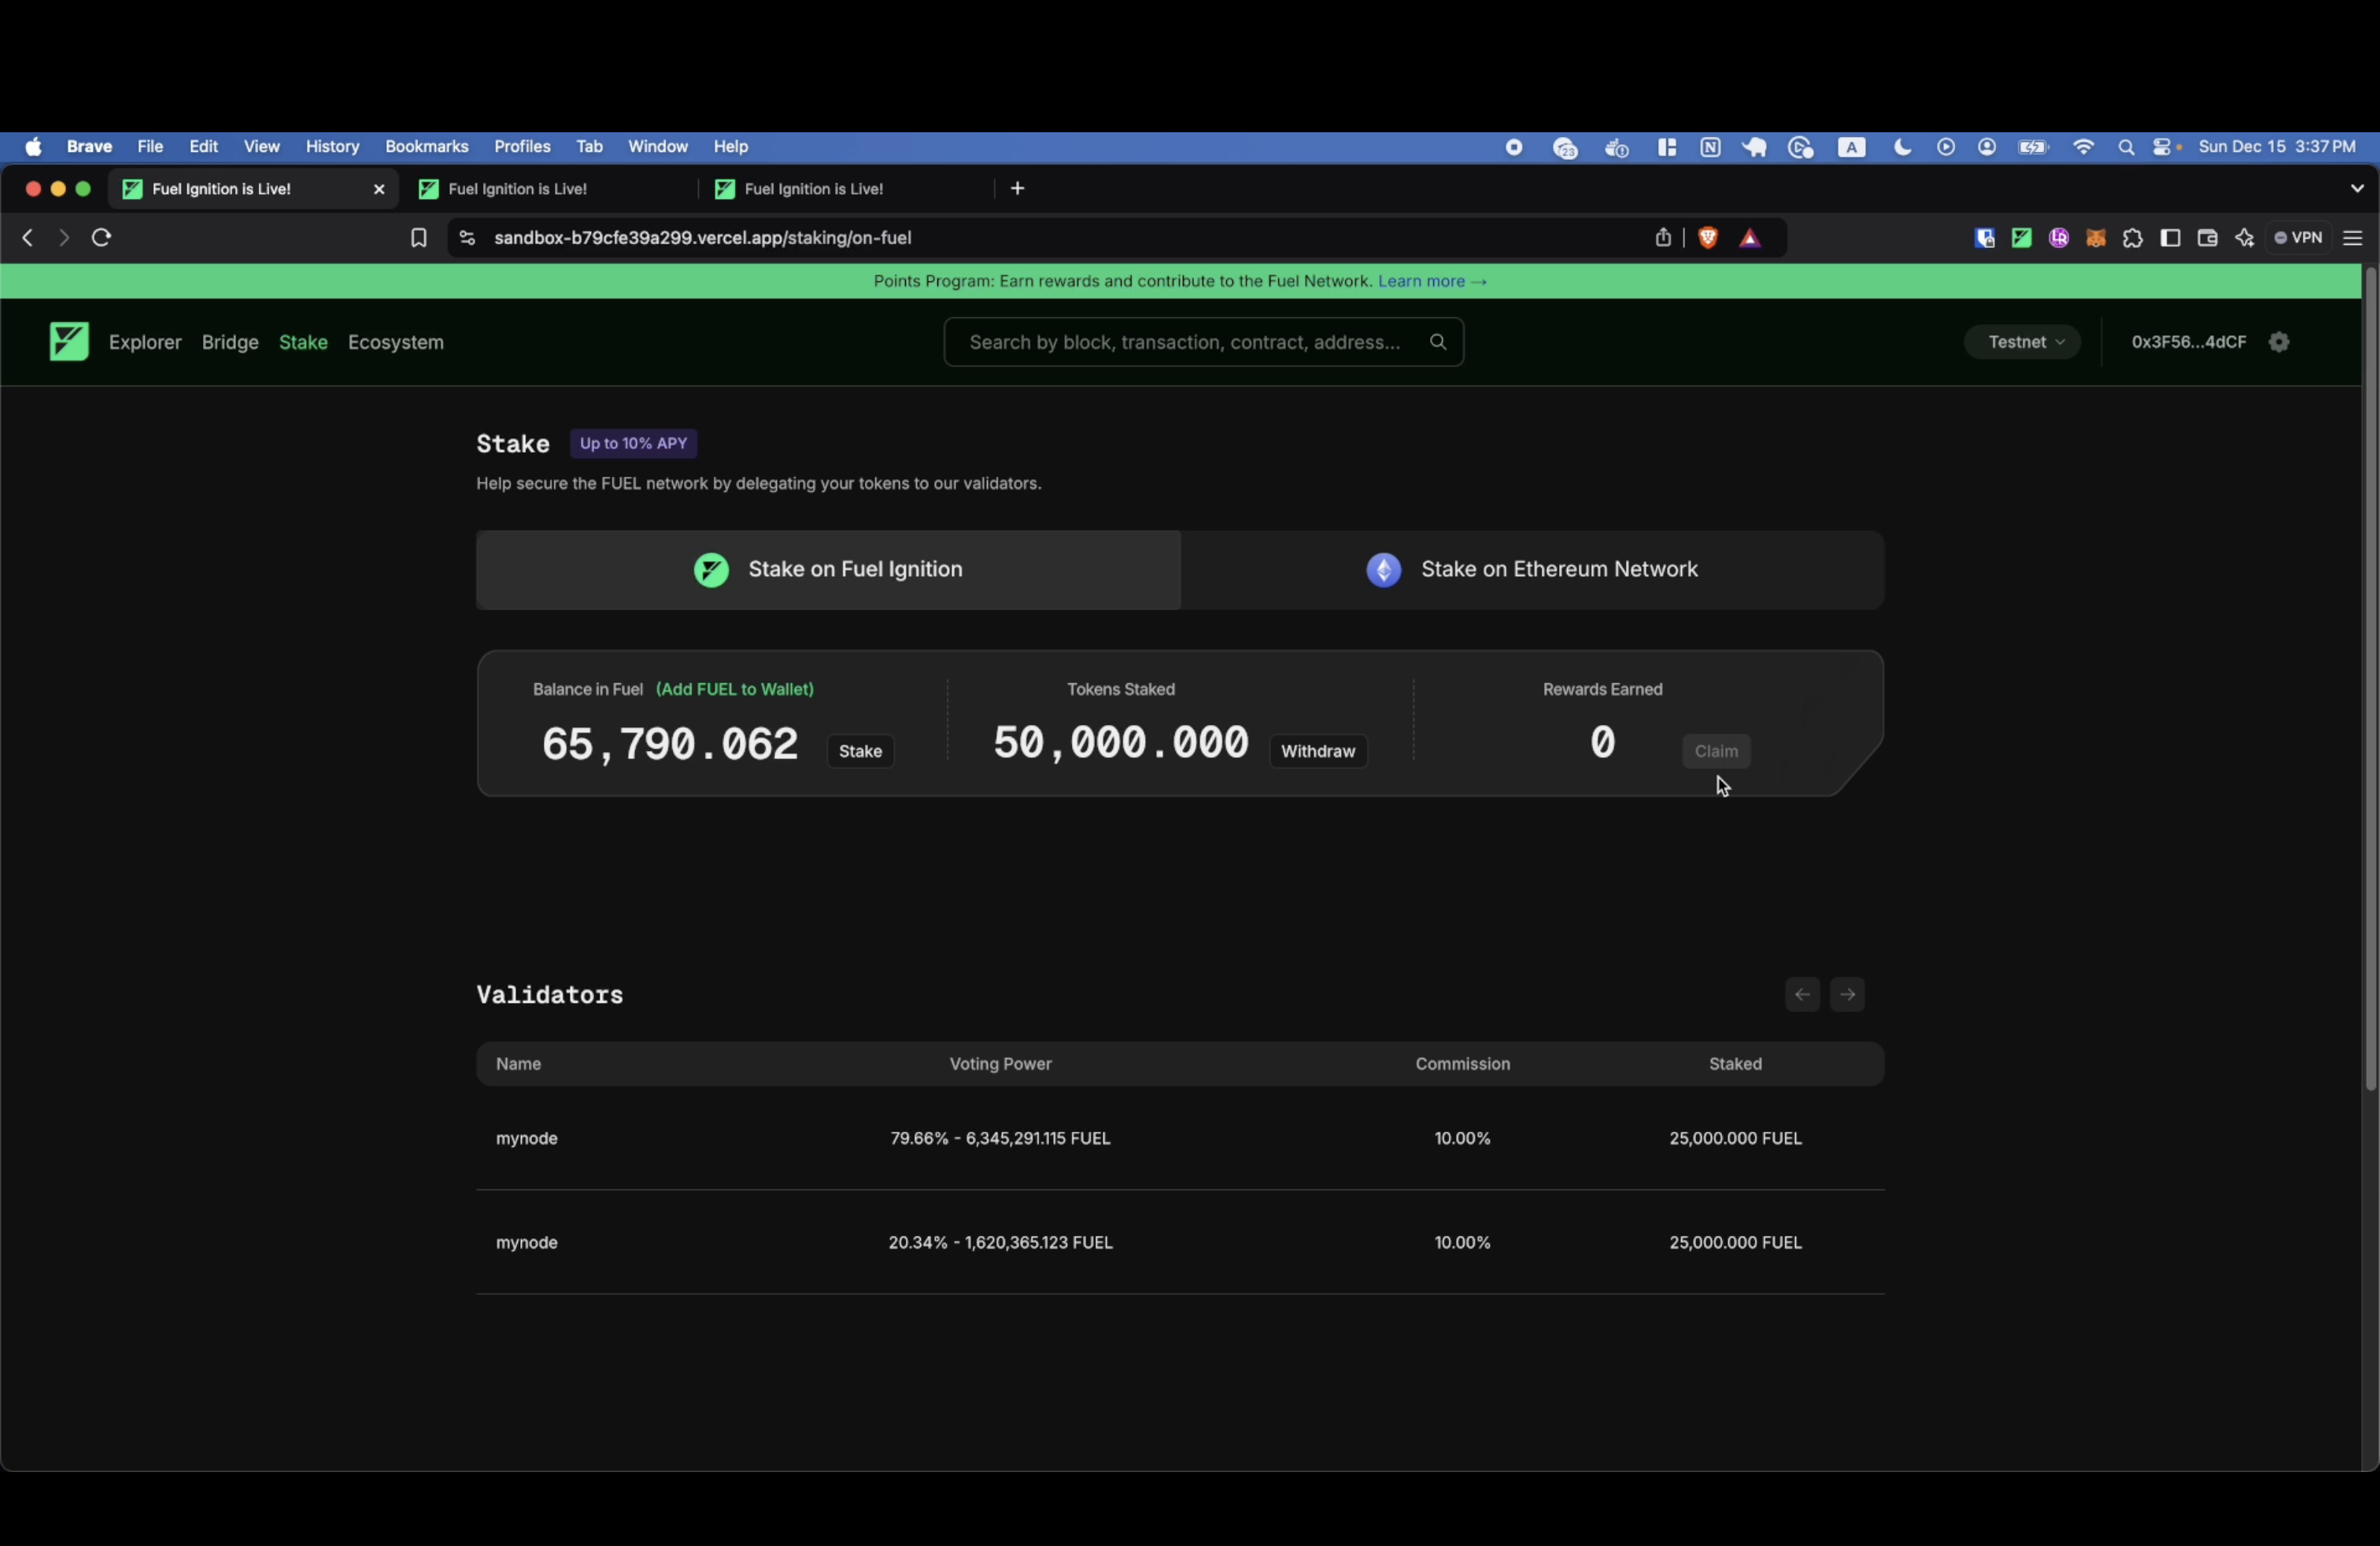 Brave File Edit View History Bookmarks Profiles Tab Window Help 23 N A Sun Dec 15 3:37 PM
Fuel Ignition is Live! Fuel Ignition is Live! Fuel Ignition is Live!
sandbox-b79cfe39a299.vercel.app/staking/on-fuel VPN
Points Program: Earn rewards and contribute to the Fuel Network. Learn more →
Explorer Bridge Stake Ecosystem Search by block, transaction, contract, address... Testnet 0x3F56...4dCF
Stake Up to 10% APY
Help secure the FUEL network by delegating your tokens to our validators.
Stake on Fuel Ignition Stake on Ethereum Network
Balance in Fuel (Add FUEL to Wallet) Tokens Staked Rewards Earned
65,790.062 Stake 50,000.000 Withdraw 0 Claim
Validators
Name Voting Power Commission Staked
mynode 79.66% - 6,345,291.115 FUEL 10.00% 25,000.000 FUEL
mynode 20.34% - 1,620,365.123 FUEL 10.00% 25,000.000 FUEL